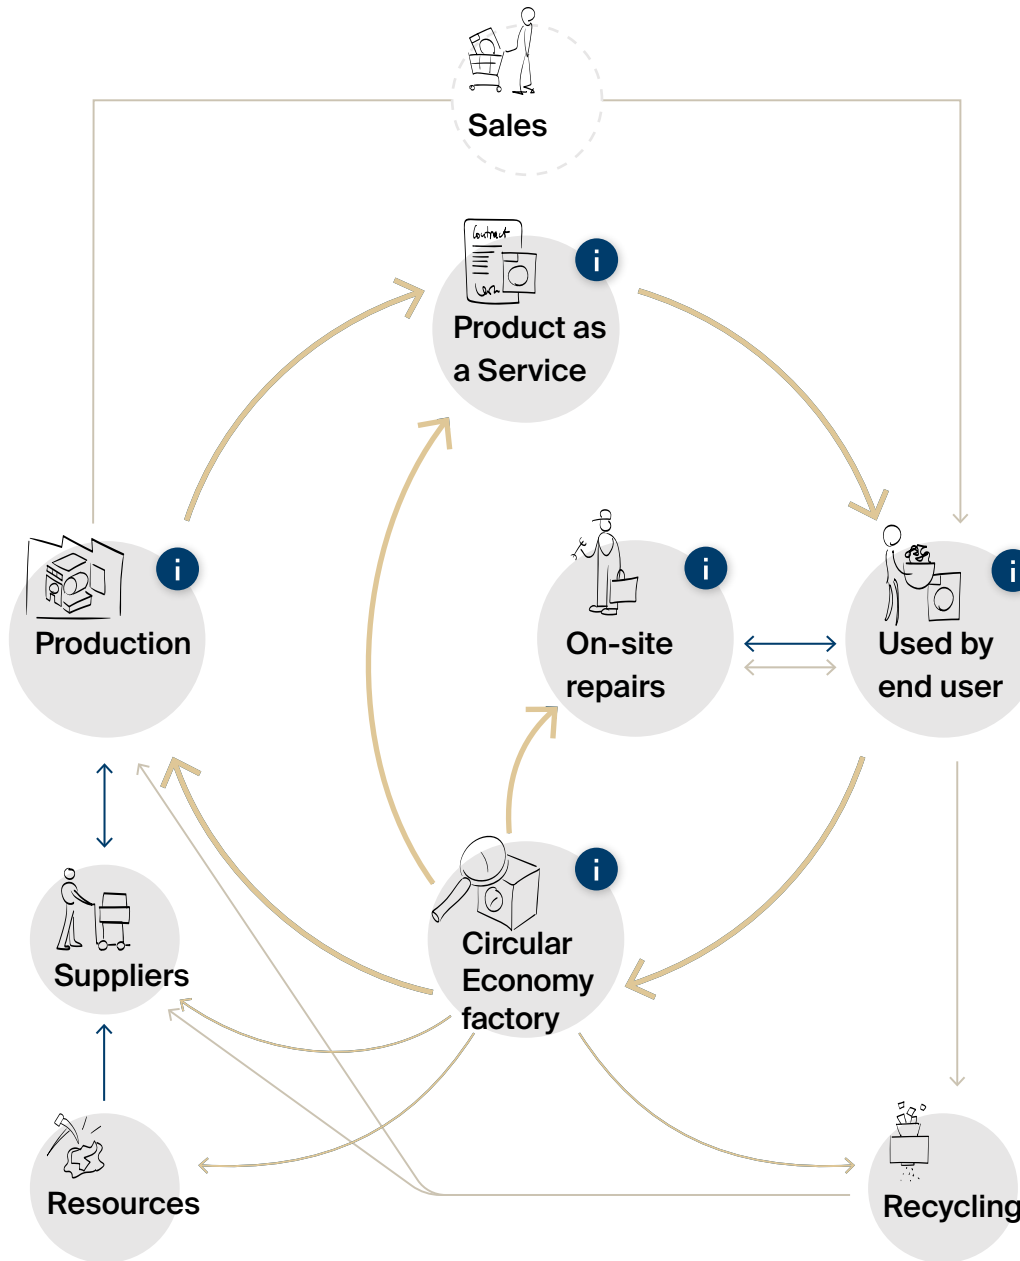 Sales
Contract
i
Product as
a Service
i
Production
i
On-site
repairs
i
Used by
end user
i
Circular
Economy
factory
Suppliers
Resources
Recycling